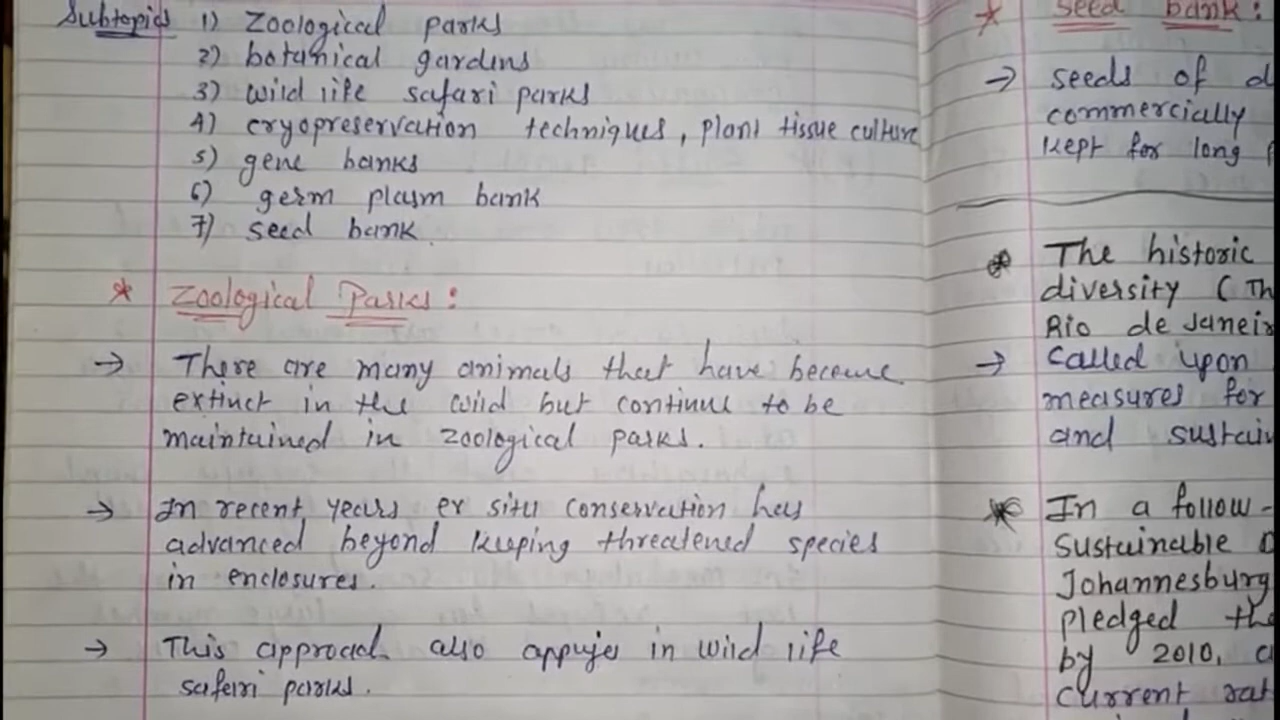 Subtopics 1) Zoological parks
2) botanical gardens
3) wild life safari parks
4) cryopreservation techniques, plant tissue culture
5) gene banks
6) germ plasm bank
7) seed bank
* Zoological Parks:
→ There are many animals that have become
extinct in the wild but continue to be
maintained in zoological parks.
→ In recent years ex situ conservation has
advanced beyond keeping threatened species
in enclosures.
→ This approach also applies in wild life
safari parks.
* Seed bank:
→ seeds of d
commercially
kept for long p
* The historic
diversity (Th
Rio de Janeir
→ called upon
measures for
and sustain
* In a follow-
Sustainable D
Johannesburg
pledged the
by 2010, a
current rat